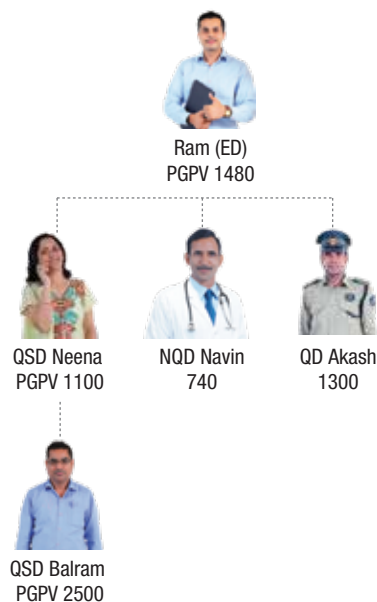 Ram (ED)
PGPV 1480
QSD Neena
PGPV 1100
NQD Navin
740
QD Akash
1300
QSD Balram
PGPV 2500